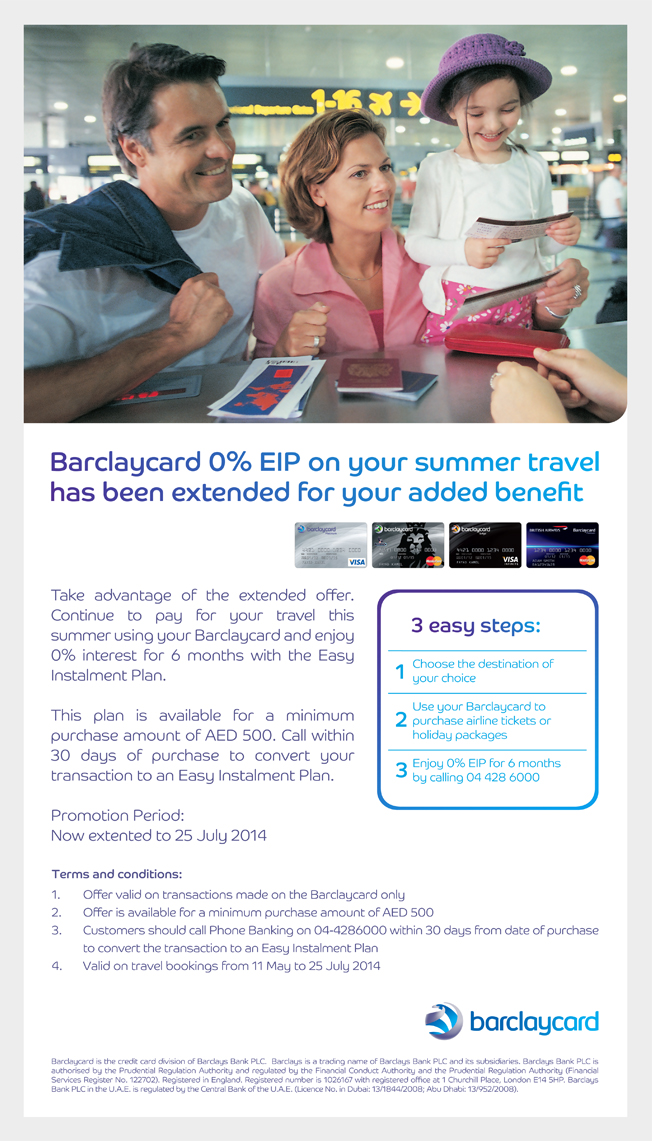 1-16
Barclaycard 0% EIP on your summer travel
has been extended for your added benefit
barclaycard
VISA
barclaycard
barclaycard
VISA
BRITISH AIRWAYS
Barclaycard
Take advantage of the extended offer.
Continue to pay for your travel this
summer using your Barclaycard and enjoy
0% interest for 6 months with the Easy
Instalment Plan.
This plan is available for a minimum
purchase amount of AED 500. Call within
30 days of purchase to convert your
transaction to an Easy Instalment Plan.
Promotion Period:
Now extented to 25 July 2014
3 easy steps:
1 Choose the destination of
your choice
2 Use your Barclaycard to
purchase airline tickets or
holiday packages
3 Enjoy 0% EIP for 6 months
by calling 04 428 6000
Terms and conditions:
1. Offer valid on transactions made on the Barclaycard only
2. Offer is available for a minimum purchase amount of AED 500
3. Customers should call Phone Banking on 04-4286000 within 30 days from date of purchase
to convert the transaction to an Easy Instalment Plan
4. Valid on travel bookings from 11 May to 25 July 2014
barclaycard
Barclaycard is the credit card division of Barclays Bank PLC. Barclays is a trading name of Barclays Bank PLC and its subsidiaries. Barclays Bank PLC is
authorised by the Prudential Regulation Authority and regulated by the Financial Conduct Authority and the Prudential Regulation Authority (Financial
Services Register No. 122702). Registered in England. Registered number is 1026167 with registered office at 1 Churchill Place, London E14 5HP. Barclays
Bank PLC in the U.A.E. is regulated by the Central Bank of the U.A.E. (Licence No. in Dubai: 13/1844/2008; Abu Dhabi: 13/952/2008).